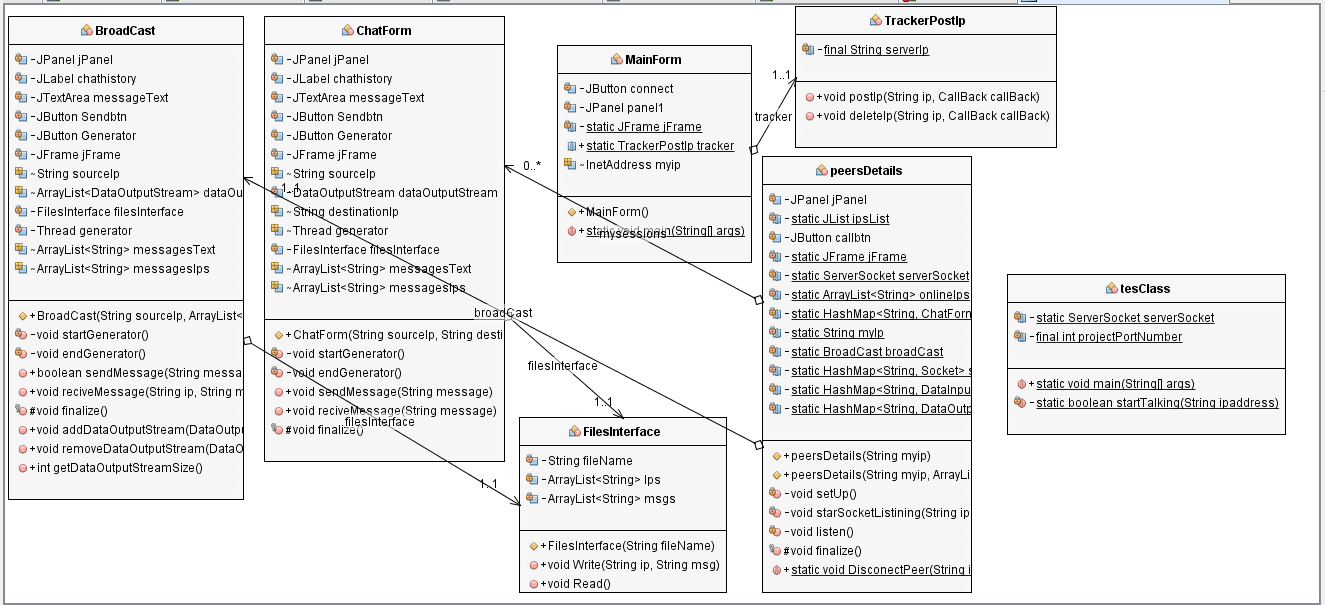 BroadCast
-JPanel jPanel
-JLabel chathistory
-JTextArea messageText
-JButton Sendbtn
-JButton Generator
-JFrame jFrame
~String sourceIp
-ArrayList<DataOutputStream> dataOu
-FilesInterface filesInterface
-Thread generator
~ArrayList<String> messagesText
~ArrayList<String> messagesIps
+BroadCast(String sourceIp, ArrayList<
-void startGenerator()
-void endGenerator()
+boolean sendMessage(String messa
+void reciveMessage(String ip, String m
#void finalize()
+void addDataOutputStream(DataOutpu
+void removeDataOutputStream(DataO
+int getDataOutputStreamSize()
ChatForm
-JPanel jPanel
-JLabel chathistory
-JTextArea messageText
-JButton Sendbtn
-JButton Generator
-JFrame jFrame
~String sourceIp
-DataOutputStream dataOutputStream
~String destinationIp
~Thread generator
-FilesInterface filesInterface
~ArrayList<String> messagesText
~ArrayList<String> messagesIps
+ChatForm(String sourceIp, String desti
-void startGenerator()
-void endGenerator()
+void sendMessage(String message)
+void reciveMessage(String message)
#void finalize()
MainForm
-JButton connect
-JPanel panel1
-static JFrame jFrame
+static TrackerPostIp tracker
~InetAddress myip
+MainForm()
+static void main(String[] args)
TrackerPostIp
-final String serverIp
+void postIp(String ip, CallBack callBack)
+void deleteIp(String ip, CallBack callBack)
peersDetails
-JPanel jPanel
-static JList ipsList
-JButton callbtn
-static JFrame jFrame
-static ServerSocket serverSocket
-static ArrayList<String> onlineIps
-static HashMap<String, ChatForm
-static String myIp
-static BroadCast broadCast
-static HashMap<String, Socket> s
-static HashMap<String, DataInpu
-static HashMap<String, DataOutp
+peersDetails(String myip)
+peersDetails(String myip, ArrayLi
-void setUp()
-void starSocketListining(String ip
-void listen()
#void finalize()
+static void DisconectPeer(String i
tesClass
-static ServerSocket serverSocket
-final int projectPortNumber
+static void main(String[] args)
-static boolean startTalking(String ipaddress)
FilesInterface
-String fileName
-ArrayList<String> Ips
-ArrayList<String> msgs
+FilesInterface(String fileName)
+void Write(String ip, String msg)
+void Read()
1..1
tracker
0..*
mysessions
1..1
broadCast
filesInterface
1..1
filesInterface
1..1